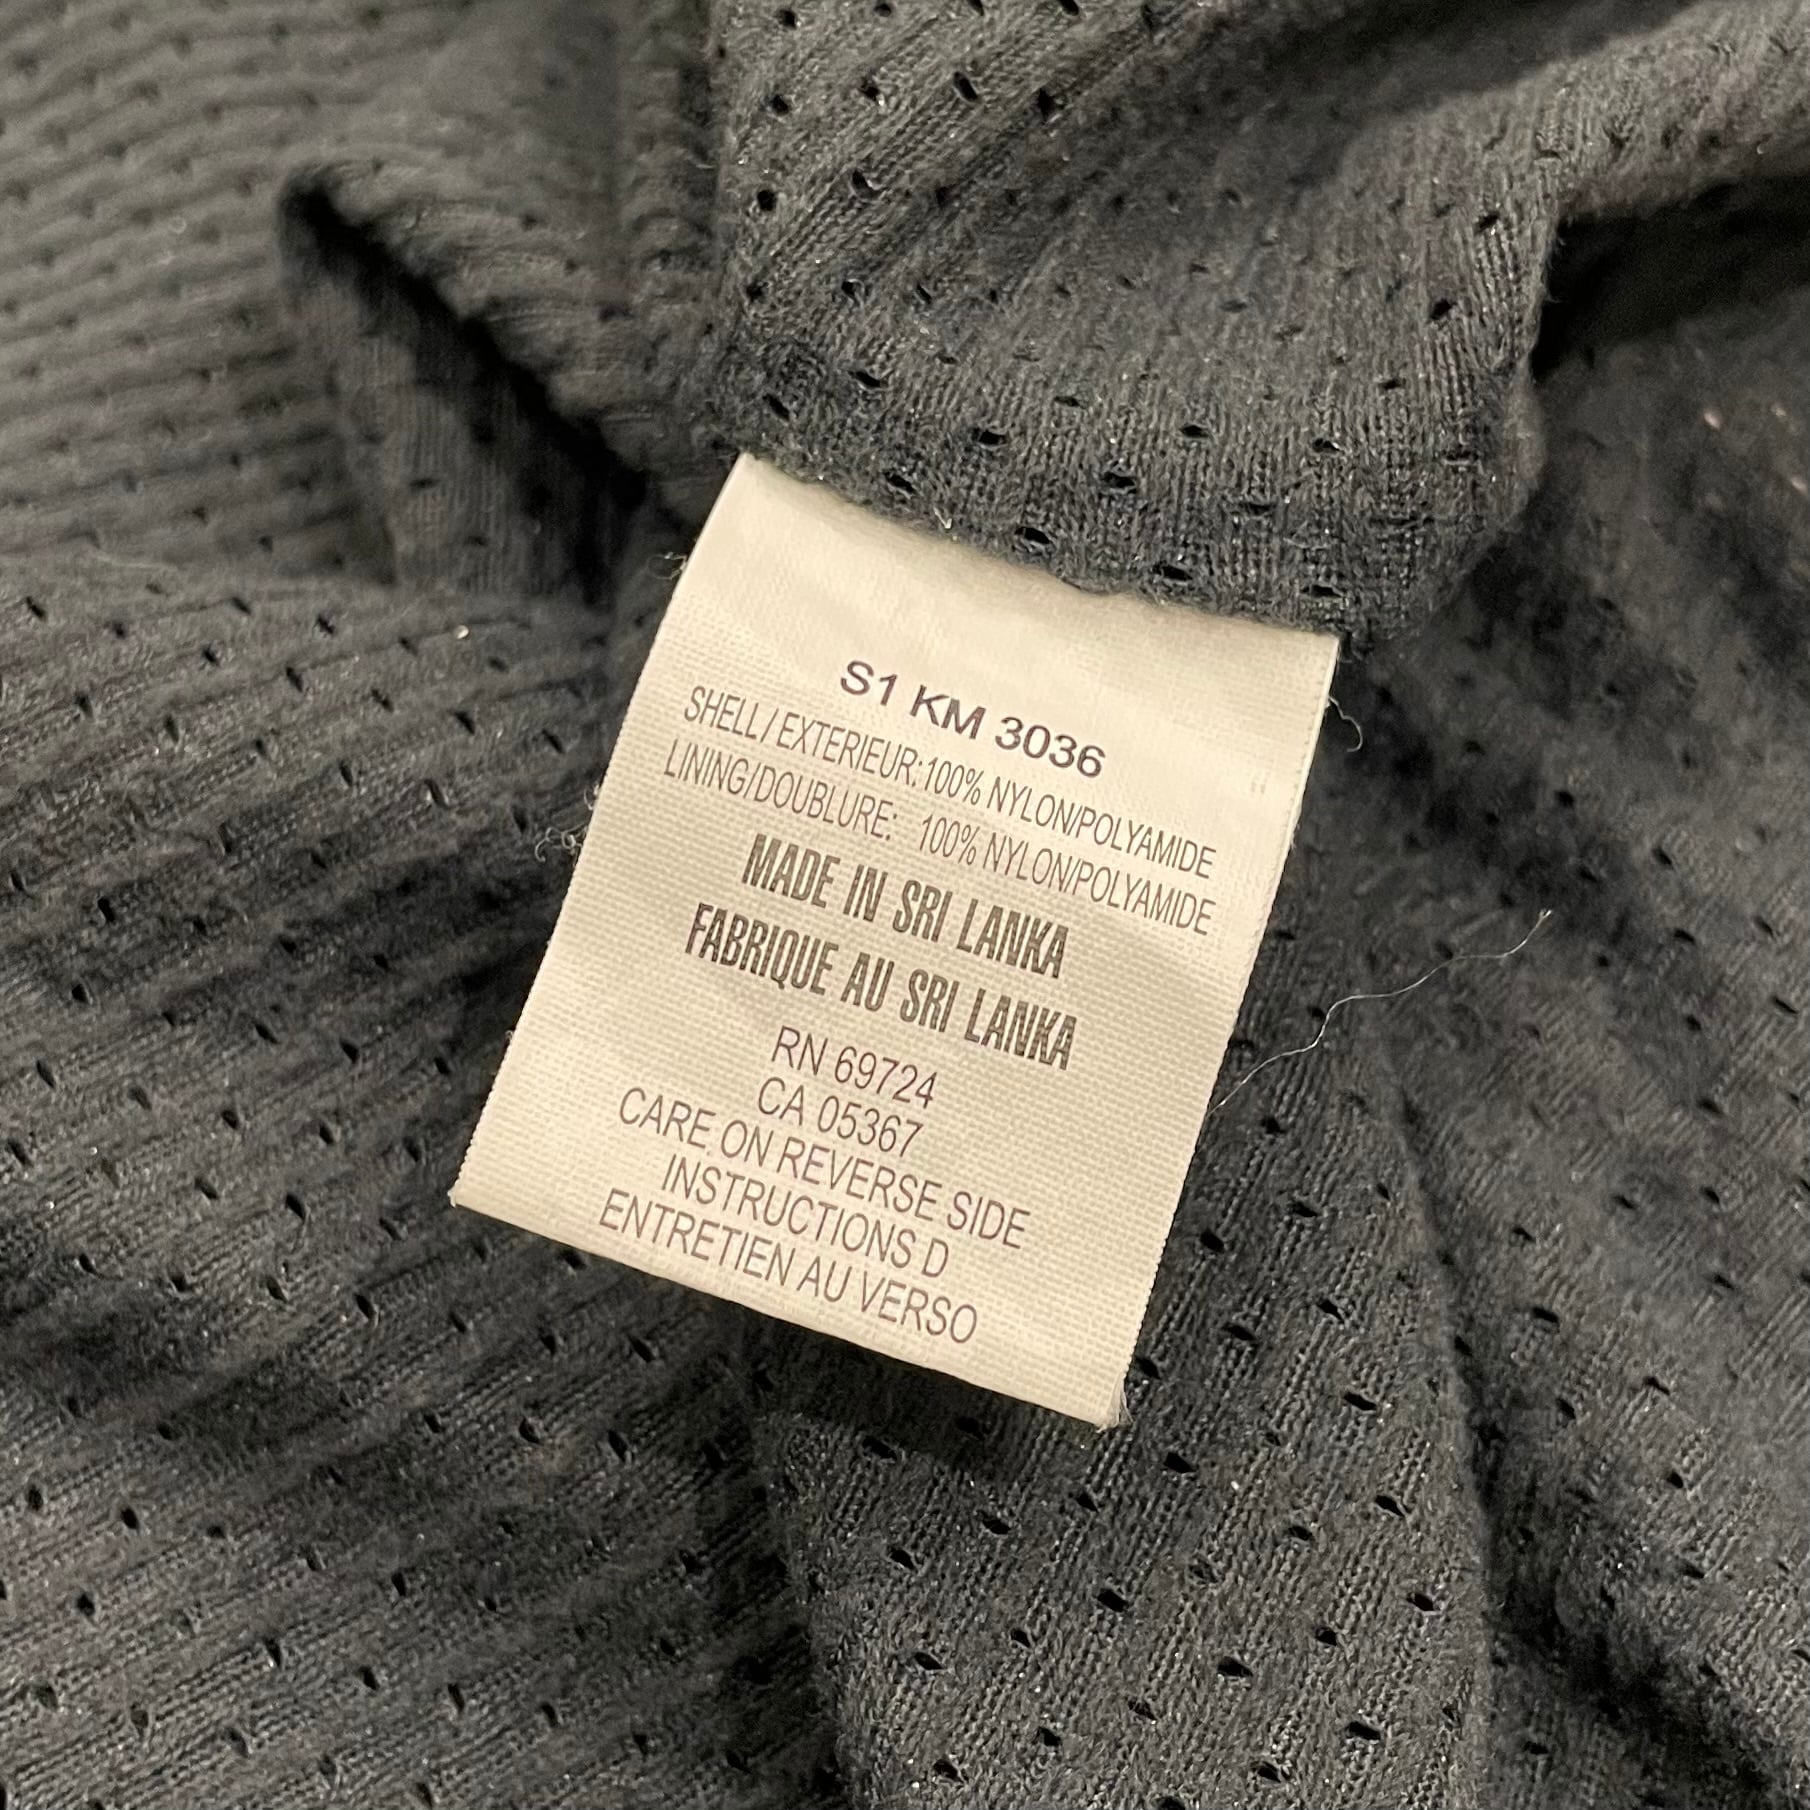 S1 KM 3036
SHELL/EXTERIEUR:100% NYLON/POLYAMIDE
LINING/DOUBLURE: 100% NYLON/POLYAMIDE
MADE IN SRI LANKA
FABRIQUE AU SRI LANKA
RN 69724
CA 05367
CARE ON REVERSE SIDE
INSTRUCTIONS D
ENTRETIEN AU VERSO